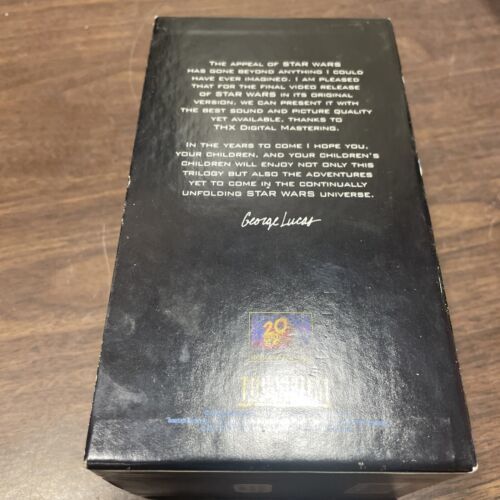 THE APPEAL OF STAR WARS
HAS GONE BEYOND ANYTHING I COULD
HAVE EVER IMAGINED. I AM PLEASED
THAT FOR THE FINAL VIDEO RELEASE
OF STAR WARS IN ITS ORIGINAL
VERSION, WE CAN PRESENT IT WITH
THE BEST SOUND AND PICTURE QUALITY
YET AVAILABLE, THANKS TO
THX DIGITAL MASTERING.
IN THE YEARS TO COME I HOPE YOU,
YOUR CHILDREN, AND YOUR CHILDREN'S
CHILDREN WILL ENJOY NOT ONLY THIS
TRILOGY BUT ALSO THE ADVENTURES
YET TO COME IN THE CONTINUALLY
UNFOLDING STAR WARS UNIVERSE.
George Lucas
20